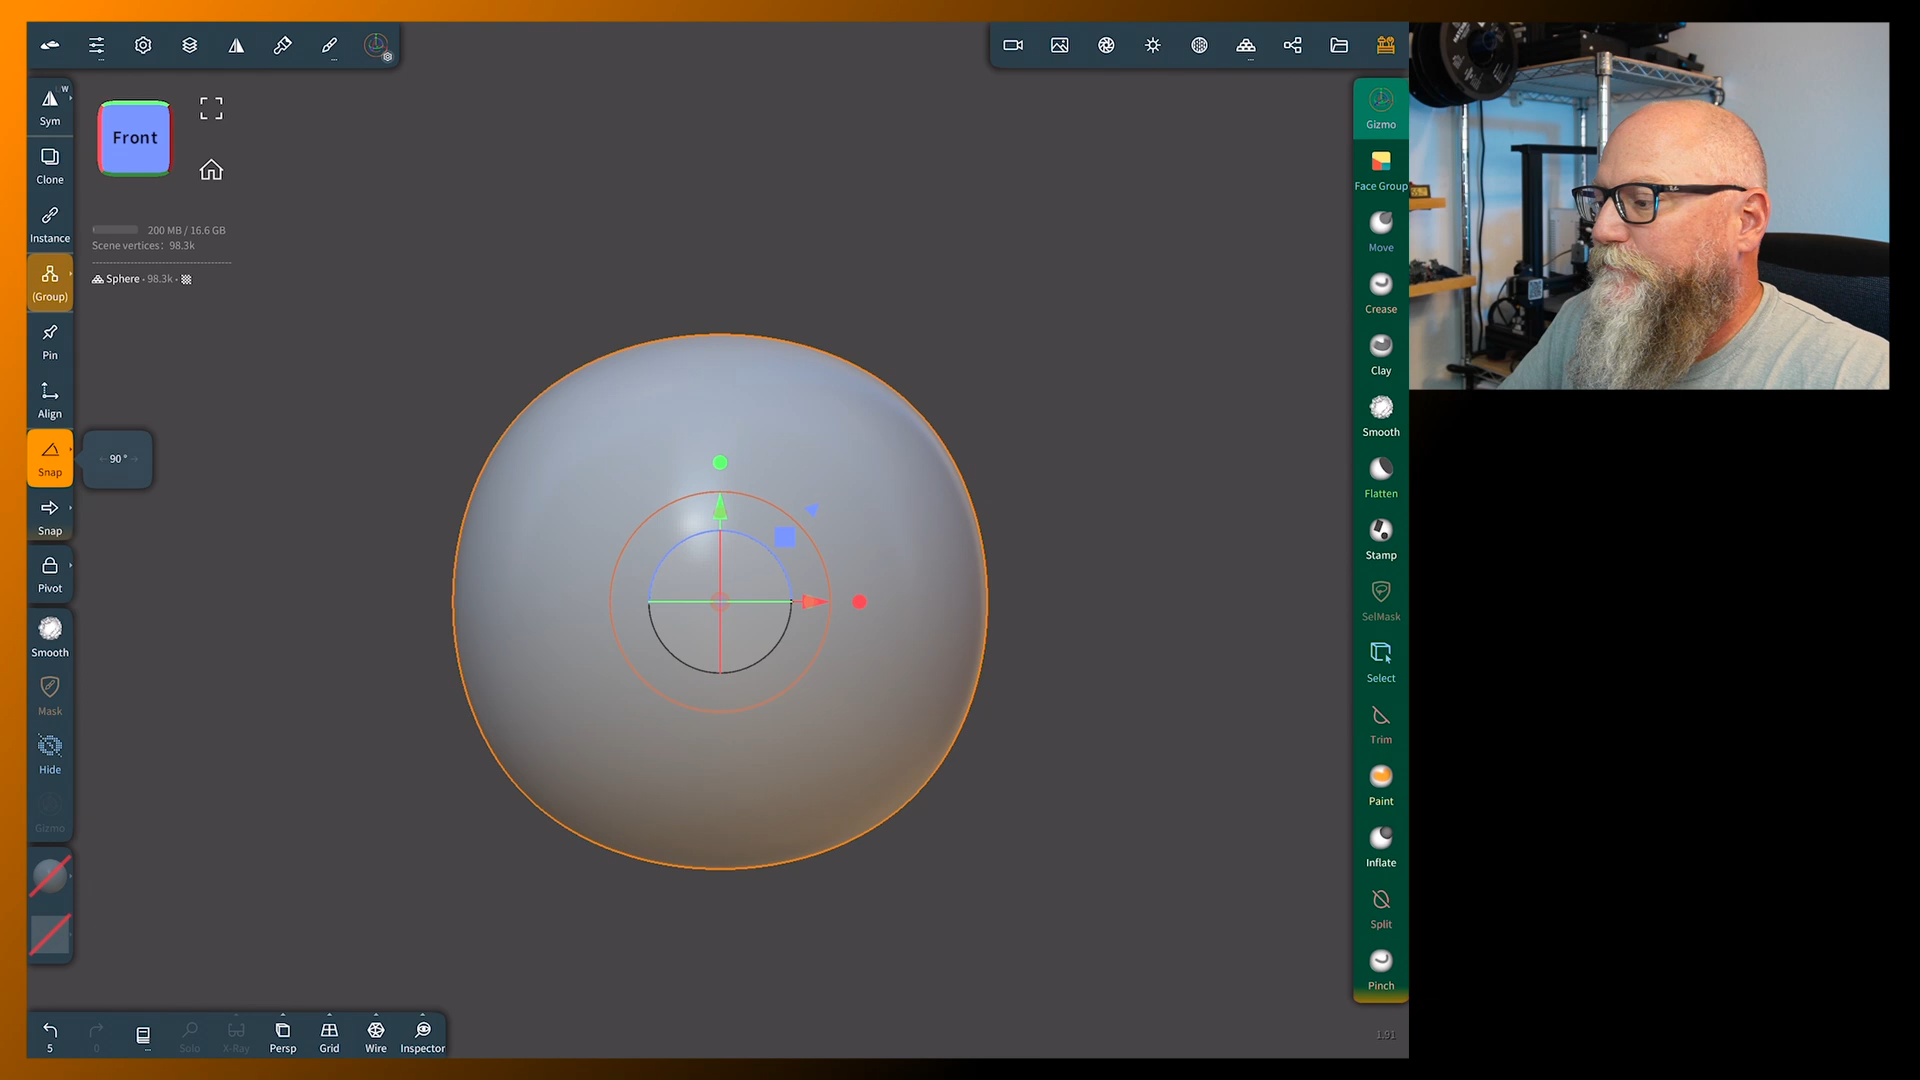 W
Sym
Clone
Instance
(Group)
Pin
Align
Snap
90 °
Snap
Pivot
Smooth
Mask
Hide
Gizmo
Front
200 MB / 16.6 GB
Scene vertices: 98.3k
Sphere · 98.3k ·
Gizmo
Face Group
Move
Crease
Clay
Smooth
Flatten
Stamp
SelMask
Select
Trim
Paint
Inflate
Split
Pinch
5
0
Solo
X-Ray
Persp
Grid
Wire
Inspector
1.91